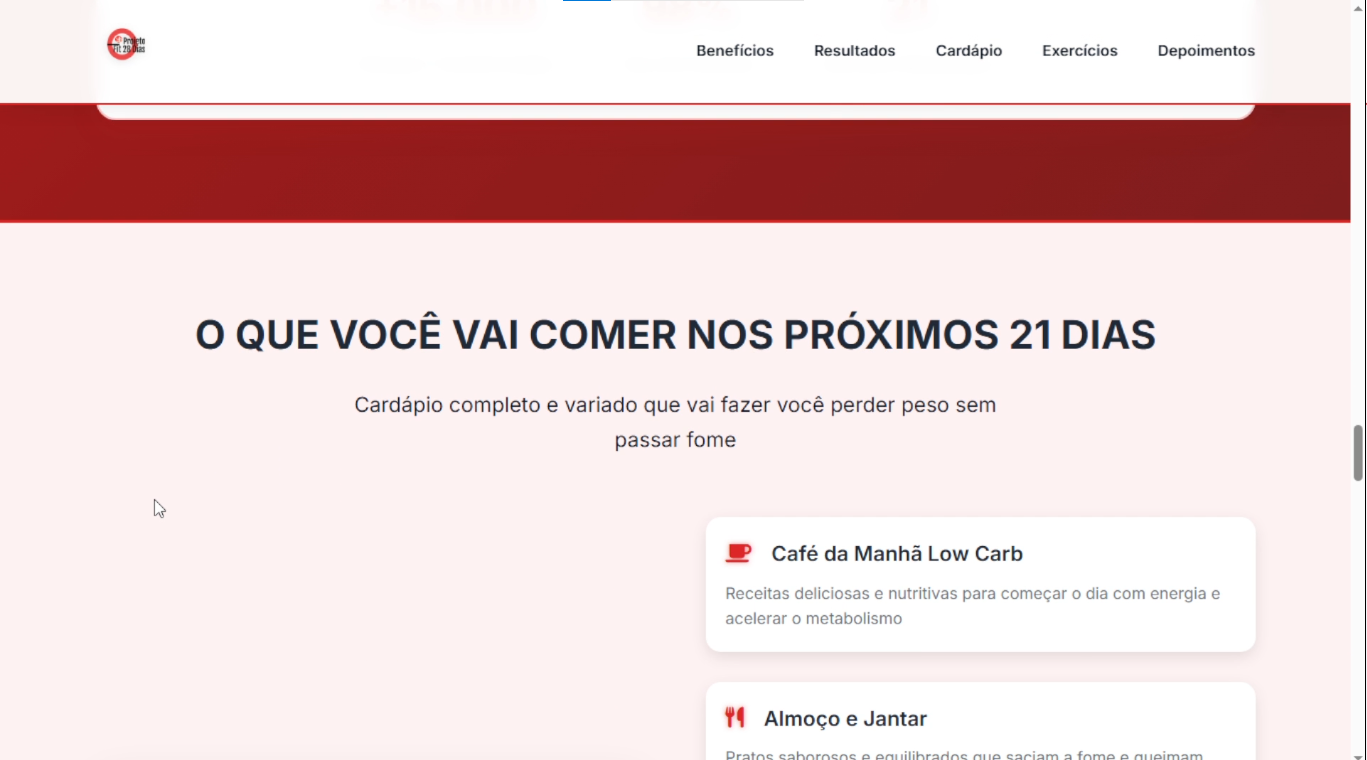 Projeto
Fit 28 Dias
Benefícios
Resultados
Cardápio
Exercícios
Depoimentos
O QUE VOCÊ VAI COMER NOS PRÓXIMOS 21 DIAS
Cardápio completo e variado que vai fazer você perder peso sem
passar fome
Café da Manhã Low Carb
Receitas deliciosas e nutritivas para começar o dia com energia e
acelerar o metabolismo
Almoço e Jantar
Pratos saborosos e equilibrados que saciam a fome e queimam